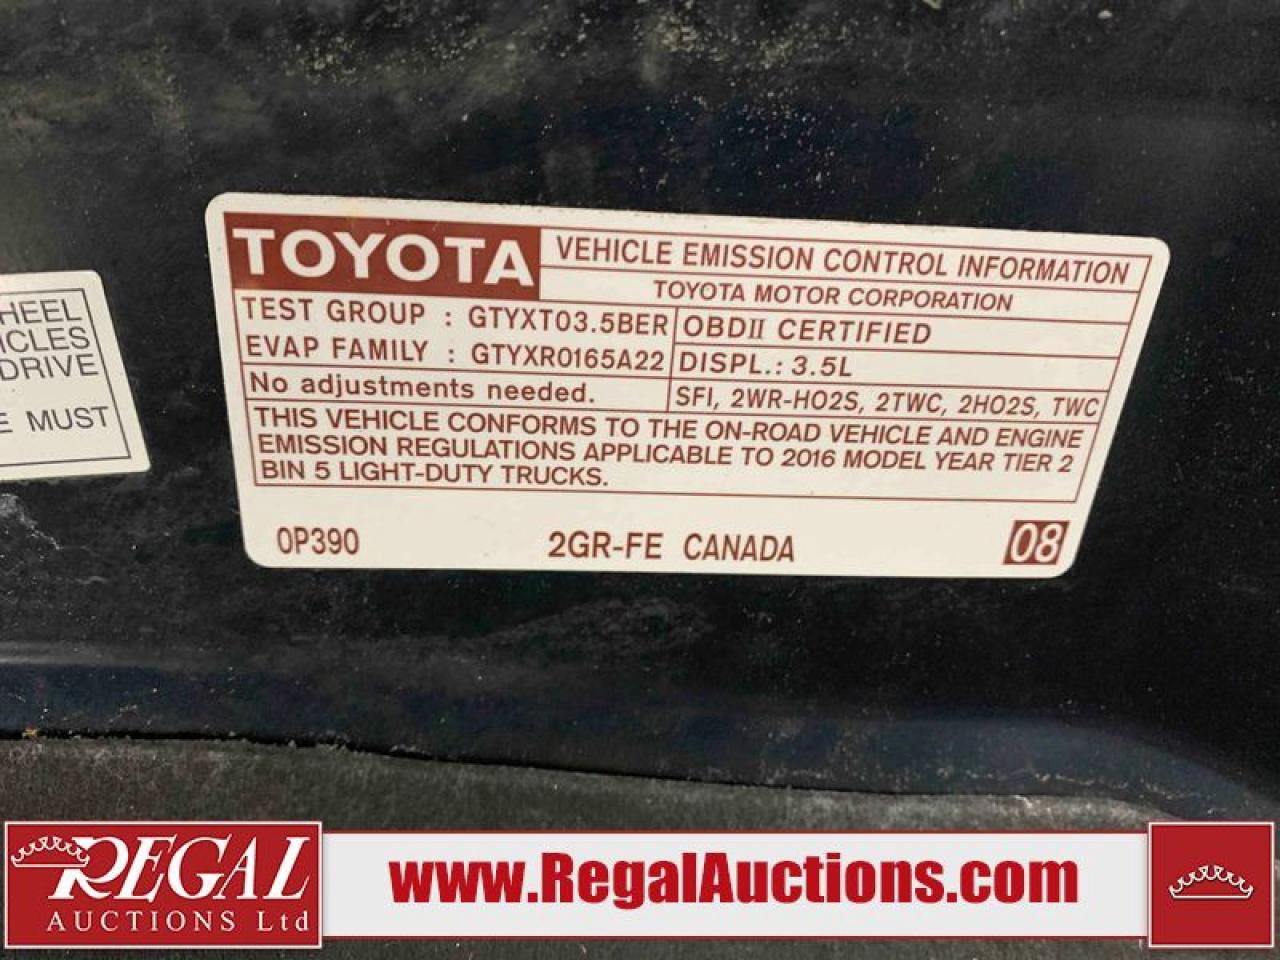 HEEL
ICLES
DRIVE
E MUST
TOYOTA
VEHICLE EMISSION CONTROL INFORMATION
TOYOTA MOTOR CORPORATION
TEST GROUP : GTYXT03.5BER
EVAP FAMILY : GTYXR0165A22
No adjustments needed.
OBDII CERTIFIED
DISPL.: 3.5L
SFI, 2WR-HO2S, 2TWC, 2HO2S, TWC
THIS VEHICLE CONFORMS TO THE ON-ROAD VEHICLE AND ENGINE
EMISSION REGULATIONS APPLICABLE TO 2016 MODEL YEAR TIER 2
BIN 5 LIGHT-DUTY TRUCKS.
0P390 2GR-FE CANADA 08
REGAL
AUCTIONS Ltd
www.RegalAuctions.com